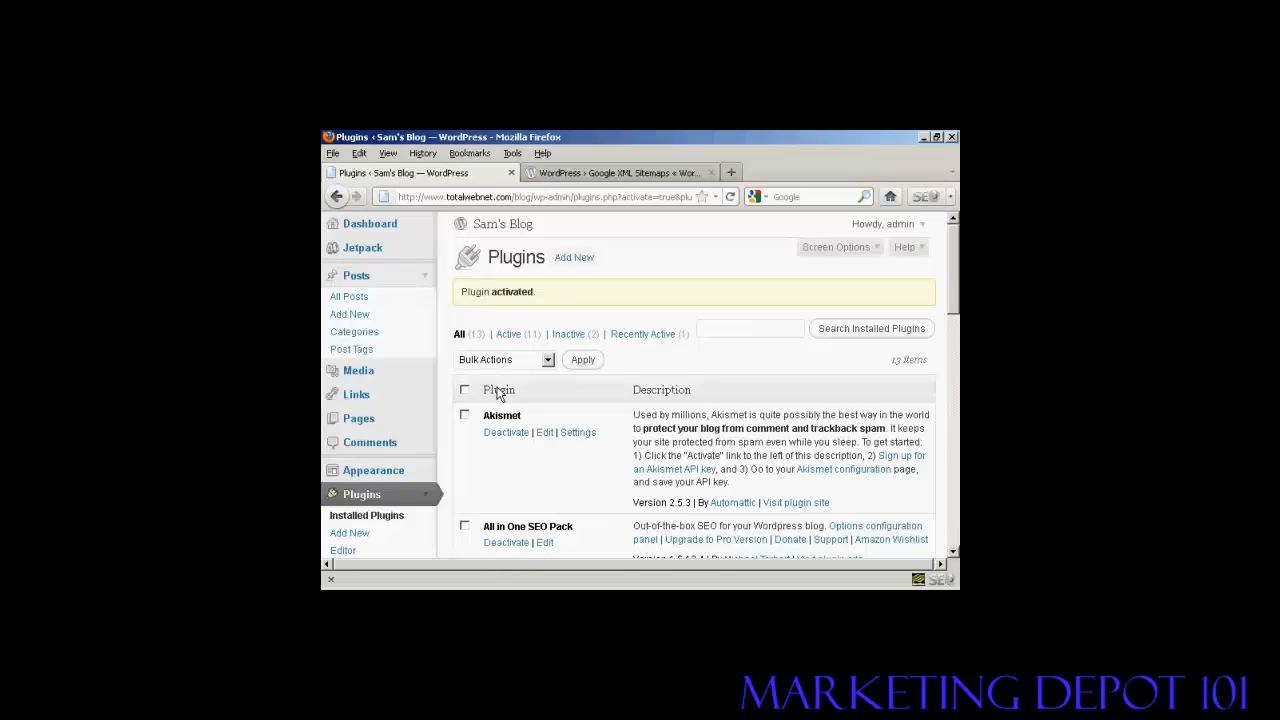 Plugins ‹ Sam's Blog — WordPress - Mozilla Firefox
File Edit View History Bookmarks Tools Help
Plugins ‹ Sam's Blog — WordPress
WordPress › Google XML Sitemaps « Wor...
http://www.totalwebnet.com/blog/wp-admin/plugins.php?activate=true&plu
Google
SEO
Dashboard
Jetpack
Posts
All Posts
Add New
Categories
Post Tags
Media
Links
Pages
Comments
Appearance
Plugins
Installed Plugins
Add New
Editor
Sam's Blog
Howdy, admin
Screen Options Help
Plugins Add New
Plugin activated.
All (13) | Active (11) | Inactive (2) | Recently Active (1)
Search Installed Plugins
Bulk Actions Apply 13 items
Plugin Description
Akismet
Deactivate | Edit | Settings
Used by millions, Akismet is quite possibly the best way in the world
to protect your blog from comment and trackback spam. It keeps
your site protected from spam even while you sleep. To get started:
1) Click the "Activate" link to the left of this description, 2) Sign up for
an Akismet API key, and 3) Go to your Akismet configuration page,
and save your API key.
Version 2.5.3 | By Automattic | Visit plugin site
All in One SEO Pack
Deactivate | Edit
Out-of-the-box SEO for your Wordpress blog. Options configuration
panel | Upgrade to Pro Version | Donate | Support | Amazon Wishlist
SEO
MARKETING DEPOT 101